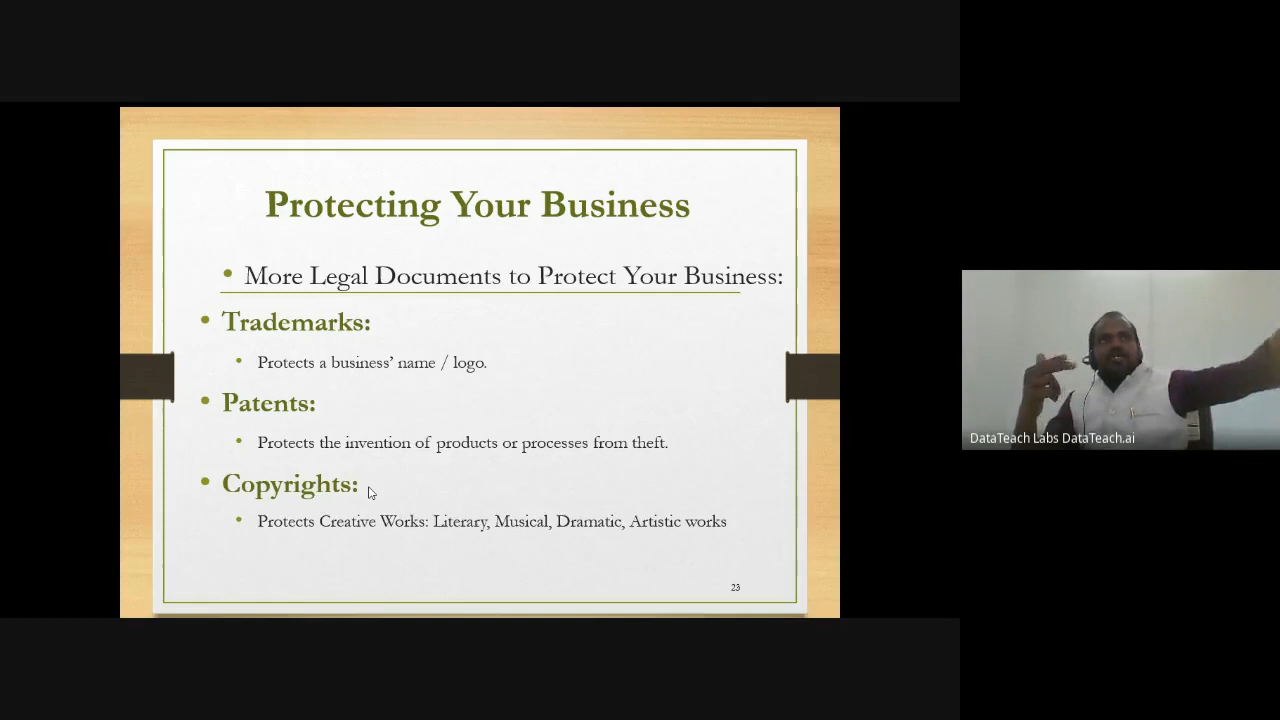 Protecting Your Business
• More Legal Documents to Protect Your Business:
• Trademarks:
• Protects a business’ name / logo.
• Patents:
• Protects the invention of products or processes from theft.
• Copyrights:
• Protects Creative Works: Literary, Musical, Dramatic, Artistic works
23
DataTeach Labs DataTeach.ai